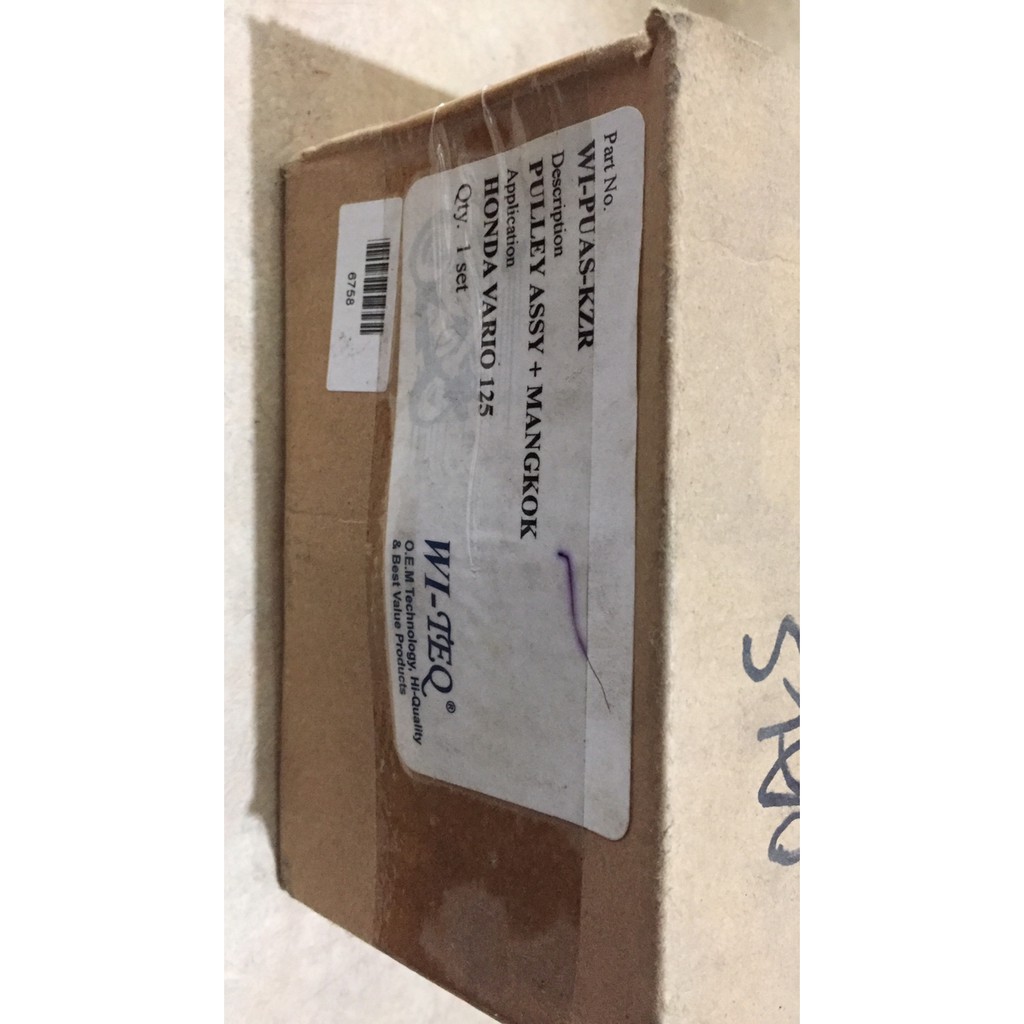 Part No.
WI-PUAS-KZR
Description
PULLEY ASSY + MANGKOK
Application
HONDA VARIO 125
Qty. 1 set
WI-TEQ®
O.E.M Technology, Hi-Quality
& Best Value Products
6758